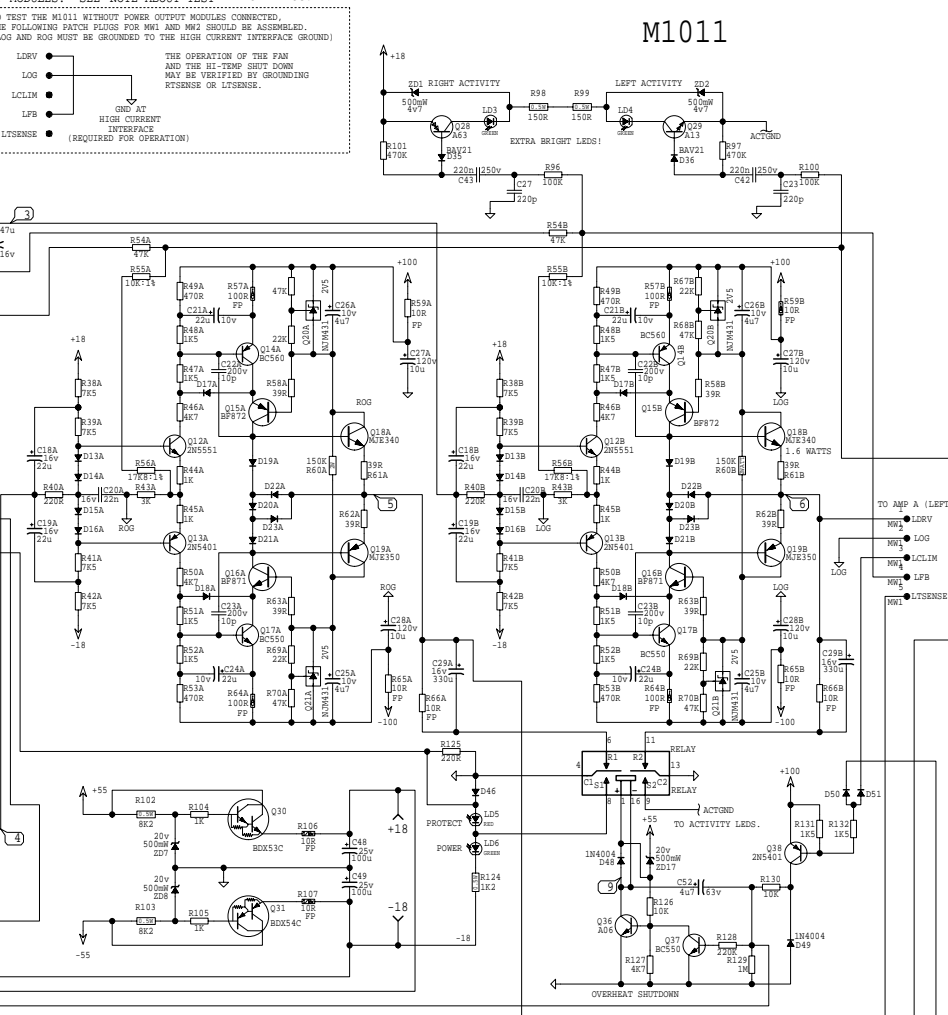 MODULES. SEE NOTE ABOUT TEST
O TEST THE M1011 WITHOUT POWER OUTPUT MODULES CONNECTED,
HE FOLLOWING PATCH PLUGS FOR MW1 AND MW2 SHOULD BE ASSEMBLED.
LOG AND ROG MUST BE GROUNDED TO THE HIGH CURRENT INTERFACE GROUND)
LDRV
LOG
LCLIM
LFB
LTSENSE
THE OPERATION OF THE FAN
AND THE HI-TEMP SHUT DOWN
MAY BE VERIFIED BY GROUNDING
RTSENSE OR LTSENSE.
GND AT
HIGH CURRENT
INTERFACE
(REQUIRED FOR OPERATION)
M1011
+18
ZD1 RIGHT ACTIVITY
500mW
4v7
LD3
GREEN
Q28
A63
R98
0.5W
150R
R99
0.5W
150R
LEFT ACTIVITY ZD2
500mW
4v7
LD4
GREEN
Q29
A13
EXTRA BRIGHT LEDS!
ACTGND
R101
470K
BAV21
D35
220n 250v
C43
C27
220p
R96
100K
BAV21
D36
R97
470K
220n 250v
C42
C23
220p
R100
100K
3
47u
16v
R54A
47K
R55A
10K:1%
R54B
47K
R55B
10K:1%
R49A
470R
R57A
100R
FP
47K
2V5
Q20A
NJM431
C26A
10v
4u7
+100
R59A
10R
FP
C21A
22u 10v
R48A
1K5
22K
Q14A
BC560
C27A
120v
10u
R47A
1K5
C22A
200v
10p
D17A
R58A
39R
R46A
4K7
Q15A
BF872
ROG
+18
R38A
7K5
R39A
7K5
C18A
16v
22u
D13A
D14A
Q12A
2N5551
R44A
1K
R56A
17K8:1%
D19A
150K
R60A
Q18A
MJE340
39R
R61A
R40A
220R
D15A
16v 22n
C20A
R43A
3K
ROG
R45A
1K
D22A
D20A
D23A
D21A
R62A
39R
5
C19A
16v
22u
D16A
Q13A
2N5401
R41A
7K5
R42A
7K5
-18
R50A
4K7
D18A
Q16A
BF871
Q19A
MJE350
R51A
1K5
C23A
200v
10p
R63A
39R
ROG
C28A
120v
10u
Q17A
BC550
R52A
1K5
R69A
22K
2V5
10v 22u
C24A
R53A
470R
R64A
100R
FP
R70A
47K
Q21A
NJM431
C25A
10v
4u7
R65A
10R
FP
-100
C29A
16v
330u
R66A
10R
FP
R49B
470R
R57B
100R
FP
R67B
22K
R68B
47K
2V5
Q20B
NJM431
C26B
10v
4u7
+100
R59B
10R
FP
C21B
22u 10v
R48B
1K5
BC560
Q14B
C27B
120v
10u
LOG
R47B
1K5
C22B
200v
10p
D17B
R58B
39R
R46B
4K7
Q15B
BF872
+18
R38B
7K5
R39B
7K5
C18B
16v
22u
D13B
D14B
Q12B
2N5551
R44B
1K
R56B
17K8:1%
D19B
150K
R60B
Q18B
MJE340
1.6 WATTS
39R
R61B
R40B
220R
D15B
16v 22n
C20B
R43B
3K
LOG
R45B
1K
D22B
D20B
D23B
D21B
R62B
39R
6
C19B
16v
22u
D16B
Q13B
2N5401
R41B
7K5
R42B
7K5
-18
R50B
4K7
D18B
Q16B
BF871
Q19B
MJE350
R51B
1K5
C23B
200v
10p
R63B
39R
LOG
C28B
120v
10u
Q17B
BC550
R52B
1K5
R69B
22K
2V5
10v 22u
C24B
R53B
470R
R64B
100R
FP
R70B
47K
Q21B
NJM431
C25B
10v
4u7
R65B
10R
FP
-100
C29B
16v
330u
R66B
10R
FP
TO AMP A (LEFT
1
MW1 LDRV
2
MW1 LOG
3
MW1 LCLIM
4
MW1 LFB
5
MW1 LTSENSE
LOG
R125
220R
6 11
4 R1 R2 13
C1 S1 S2 C2
+ −
8 1 16 9
RELAY
RELAY
ACTGND
TO ACTIVITY LEDS.
D46
PROTECT LD5
RED
POWER LD6
GREEN
R124
0.5W
1K2
-18
4
+55
R102
0.5W
8K2
R104
1K
Q30
BDX53C
20v
500mW
ZD7
R106
10R
FP
C48
25v
100u
+18
20v
500mW
ZD8
R107
10R
FP
C49
25v
100u
-18
R103
0.5W
8K2
R105
1K
Q31
BDX54C
-55
+55
1N4004
D48
20v
500mW
ZD17
9
C52
4u7 63v
R126
10K
Q36
A06
Q37
BC550
R127
4K7
R128
220K
R129
1M
R130
10K
OVERHEAT SHUTDOWN
+100
D50 D51
R131
1K5
R132
1K5
Q38
2N5401
1N4004
D49